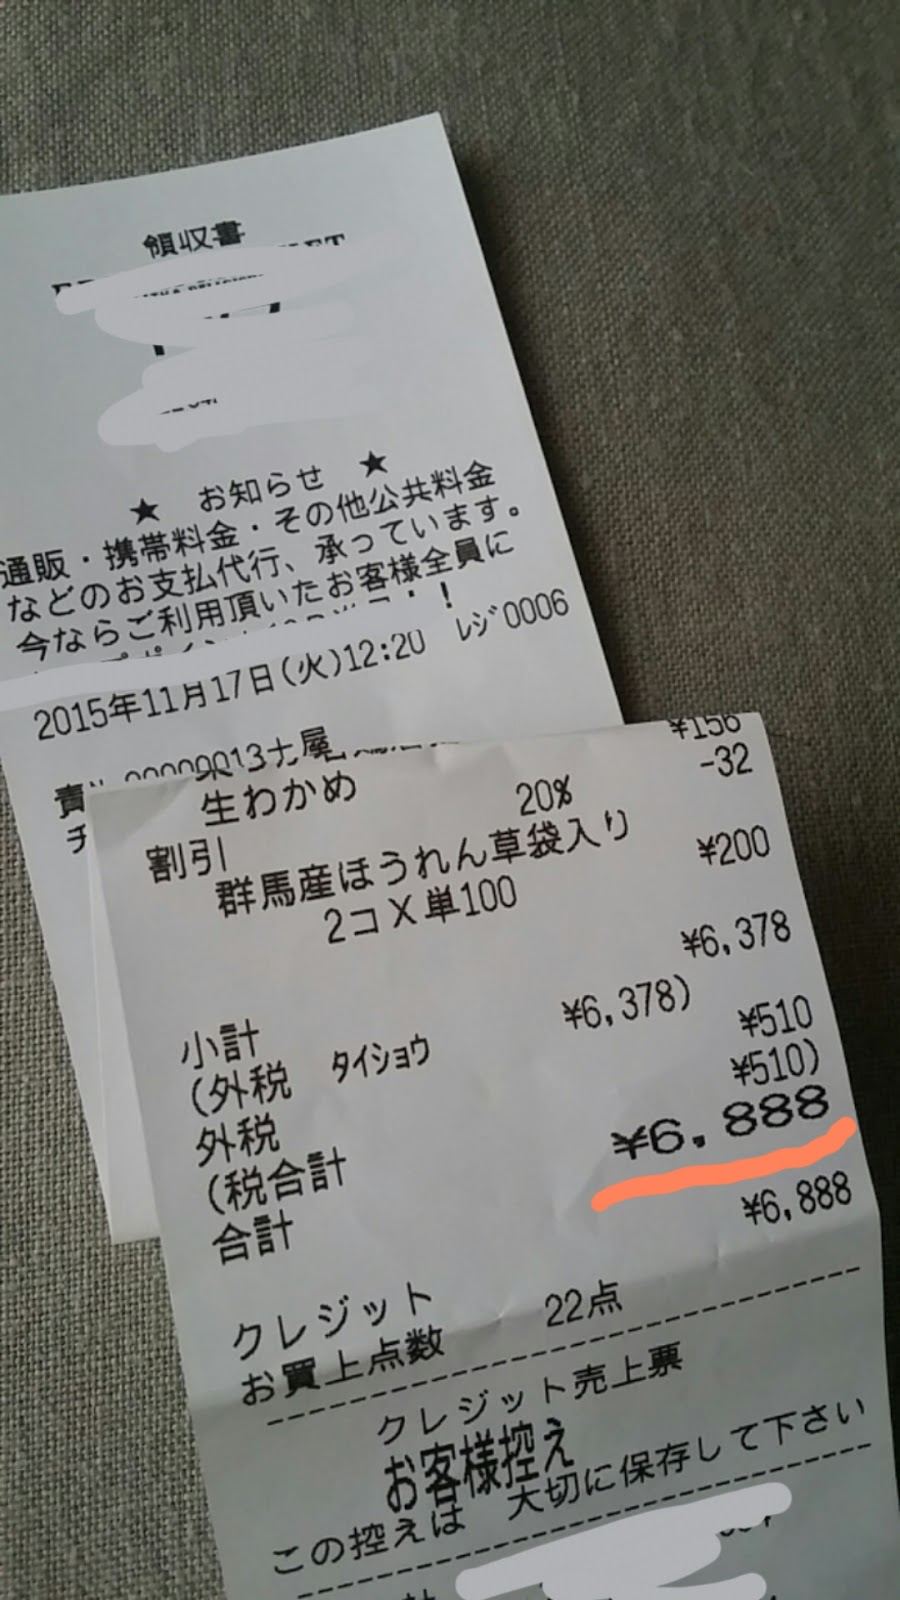 領収書
★ お知らせ ★
通販・携帯料金・その他公共料金
などのお支払代行、承っています。
今ならご利用頂いたお客様全員に
2015年11月17日(火)12:20 レジ0006
責
生わかめ ¥156
割引 20% -32
群馬産ほうれん草袋入り
2コX単100 ¥200
小計 ¥6,378
(外税 タイショウ ¥6,378)
外税 ¥510
(税合計 ¥510)
合計 ¥6,888
クレジット ¥6,888
お買上点数 22点
クレジット売上票
お客様控え
この控えは 大切に保存して下さい